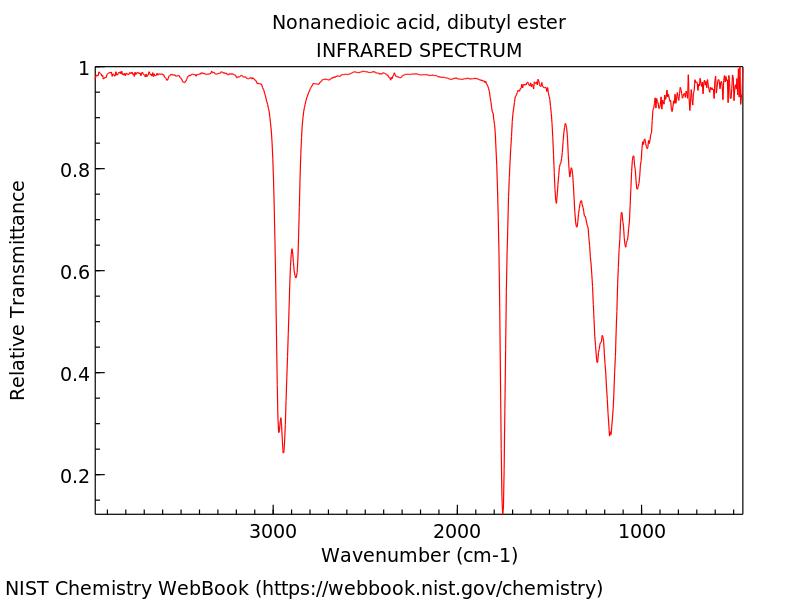 Nonanedioic acid, dibutyl ester
INFRARED SPECTRUM
1
0.8
0.6
0.4
0.2
Relative Transmittance
3000
2000
1000
Wavenumber (cm-1)
NIST Chemistry WebBook (https://webbook.nist.gov/chemistry)